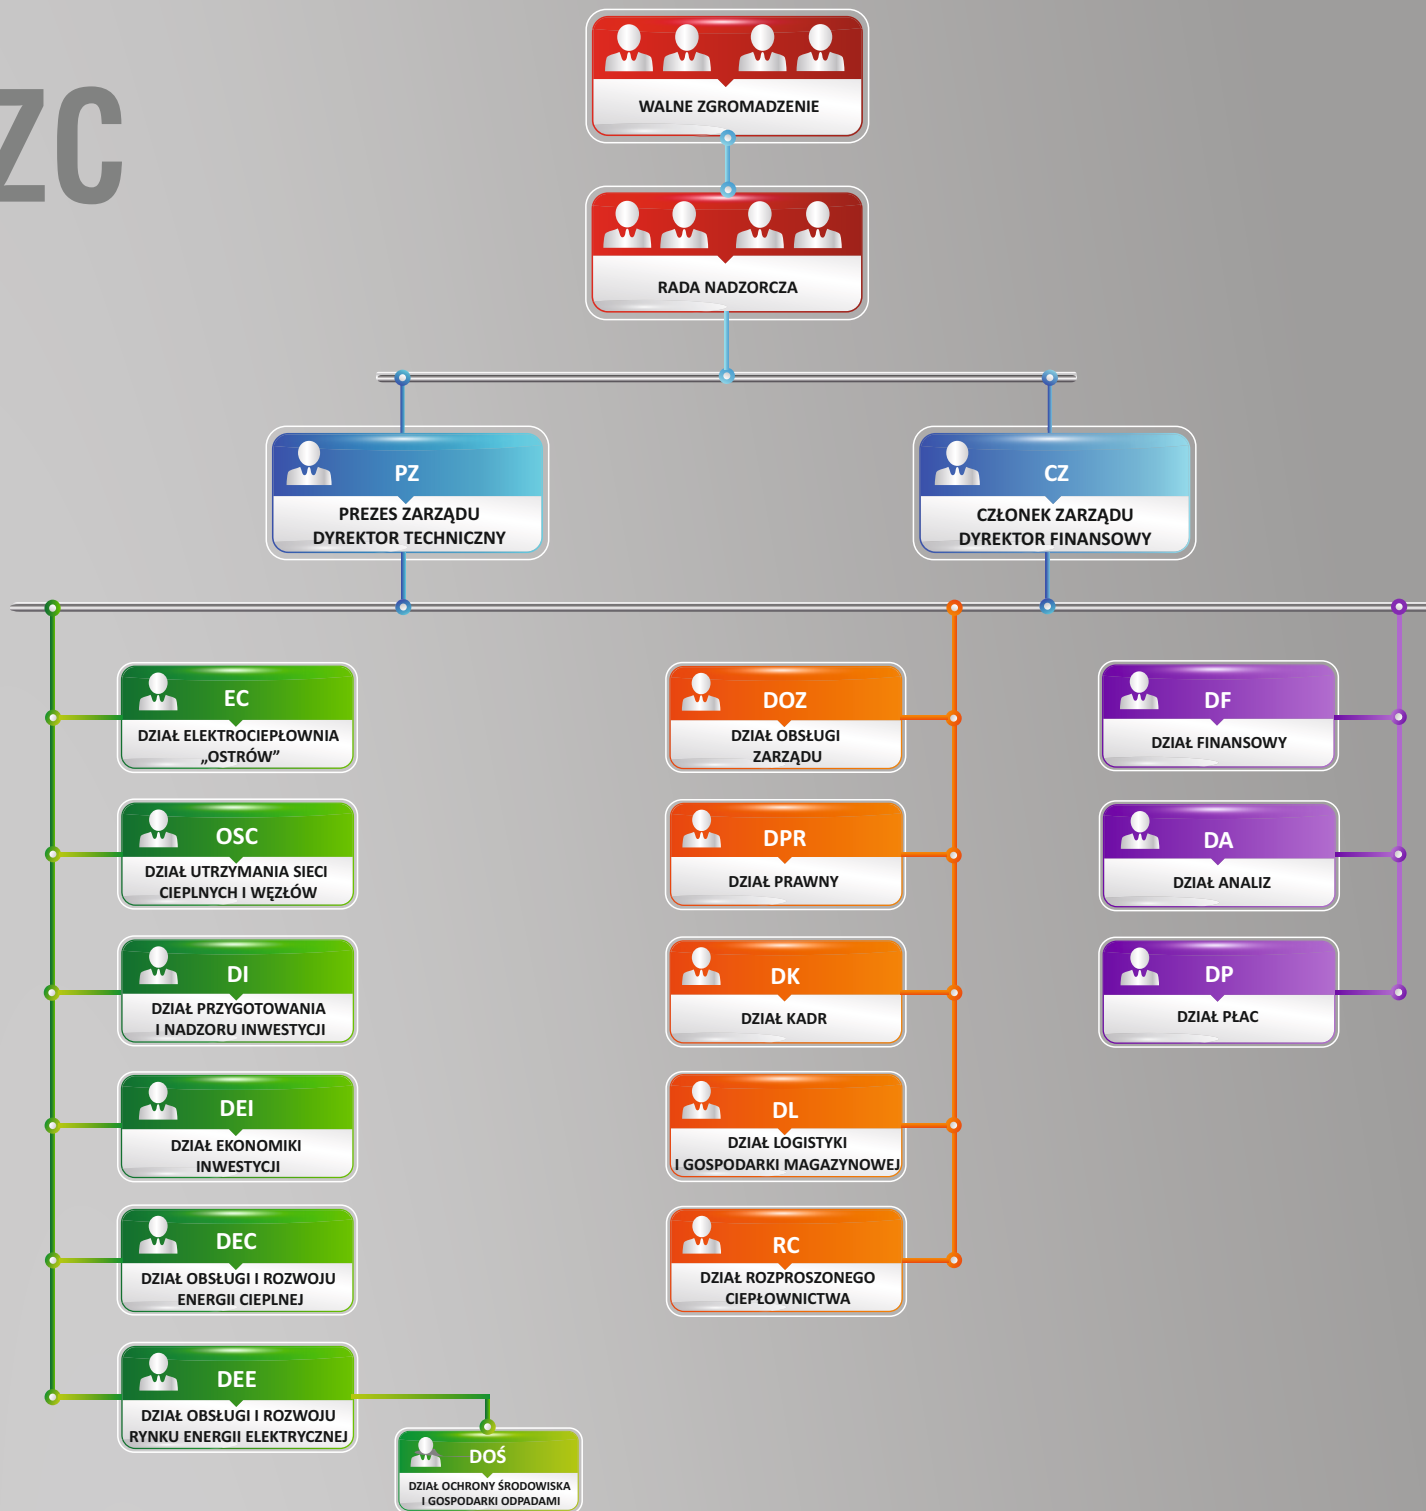 ZC
WALNE ZGROMADZENIE
RADA NADZORCZA
PZ
PREZES ZARZĄDU
DYREKTOR TECHNICZNY
CZ
CZŁONEK ZARZĄDU
DYREKTOR FINANSOWY
EC
DZIAŁ ELEKTROCIEPŁOWNIA
„OSTRÓW”
OSC
DZIAŁ UTRZYMANIA SIECI
CIEPLNYCH I WĘZŁÓW
DI
DZIAŁ PRZYGOTOWANIA
I NADZORU INWESTYCJI
DEI
DZIAŁ EKONOMIKI
INWESTYCJI
DEC
DZIAŁ OBSŁUGI I ROZWOJU
ENERGII CIEPLNEJ
DEE
DZIAŁ OBSŁUGI I ROZWOJU
RYNKU ENERGII ELEKTRYCZNEJ
DOŚ
DZIAŁ OCHRONY ŚRODOWISKA
I GOSPODARKI ODPADAMI
DOZ
DZIAŁ OBSŁUGI
ZARZĄDU
DPR
DZIAŁ PRAWNY
DK
DZIAŁ KADR
DL
DZIAŁ LOGISTYKI
I GOSPODARKI MAGAZYNOWEJ
RC
DZIAŁ ROZPROSZONEGO
CIEPŁOWNICTWA
DF
DZIAŁ FINANSOWY
DA
DZIAŁ ANALIZ
DP
DZIAŁ PŁAC